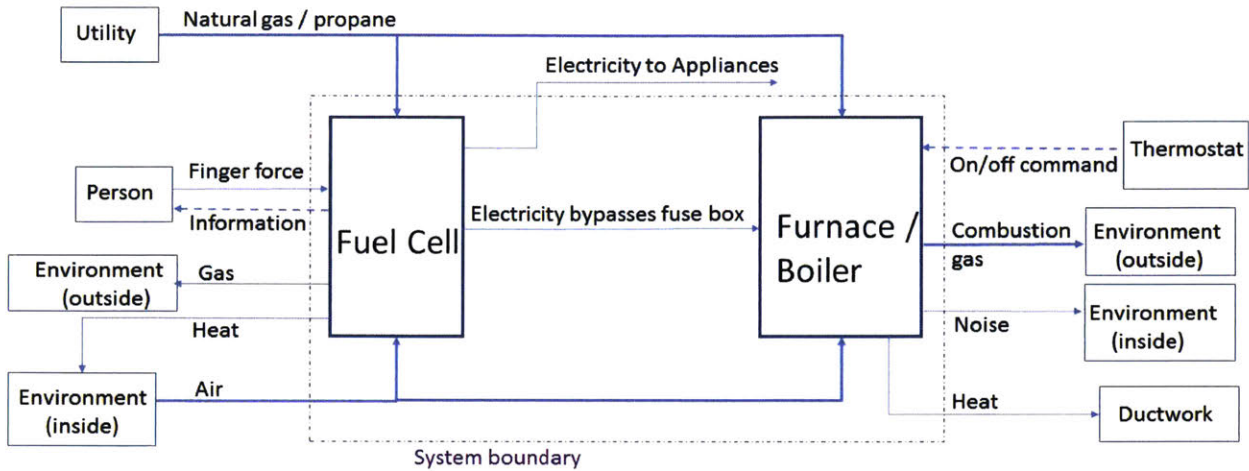 Natural gas / propane
Utility
Electricity to Appliances
Finger force
Person
Information
Fuel Cell
Electricity bypasses fuse box
Furnace /
Boiler
On/off command
Thermostat
Combustion
gas
Environment
(outside)
Environment
(outside)
Gas
Heat
Noise
Environment
(inside)
Environment
(inside)
Air
Heat
Ductwork
System boundary